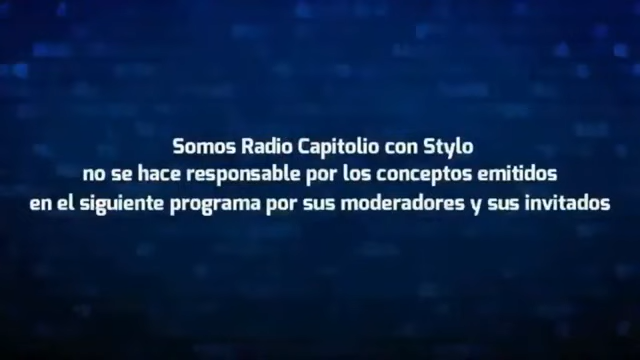 Somos Radio Capitolio con Stylo
no se hace responsable por los conceptos emitidos
en el siguiente programa por sus moderadores y sus invitados